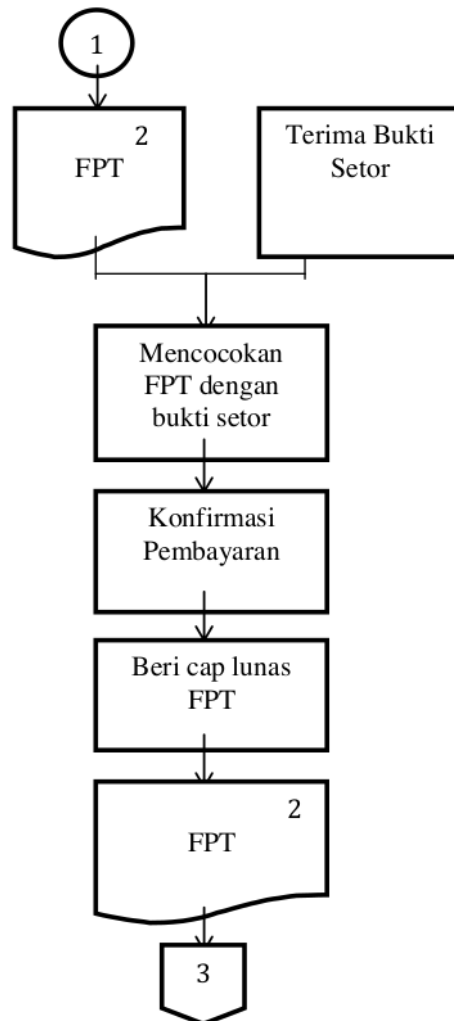 1
2
FPT
Terima Bukti
Setor
Mencocokan
FPT dengan
bukti setor
Konfirmasi
Pembayaran
Beri cap lunas
FPT
2
FPT
3